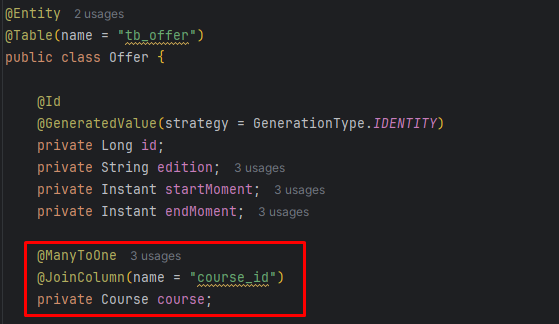 @Entity 2 usages
@Table(name = "tb_offer")
public class Offer {
@Id
@GeneratedValue(strategy = GenerationType.IDENTITY)
private Long id;
private String edition; 3 usages
private Instant startMoment; 3 usages
private Instant endMoment; 3 usages
@ManyToOne 3 usages
@JoinColumn(name = "course_id")
private Course course;